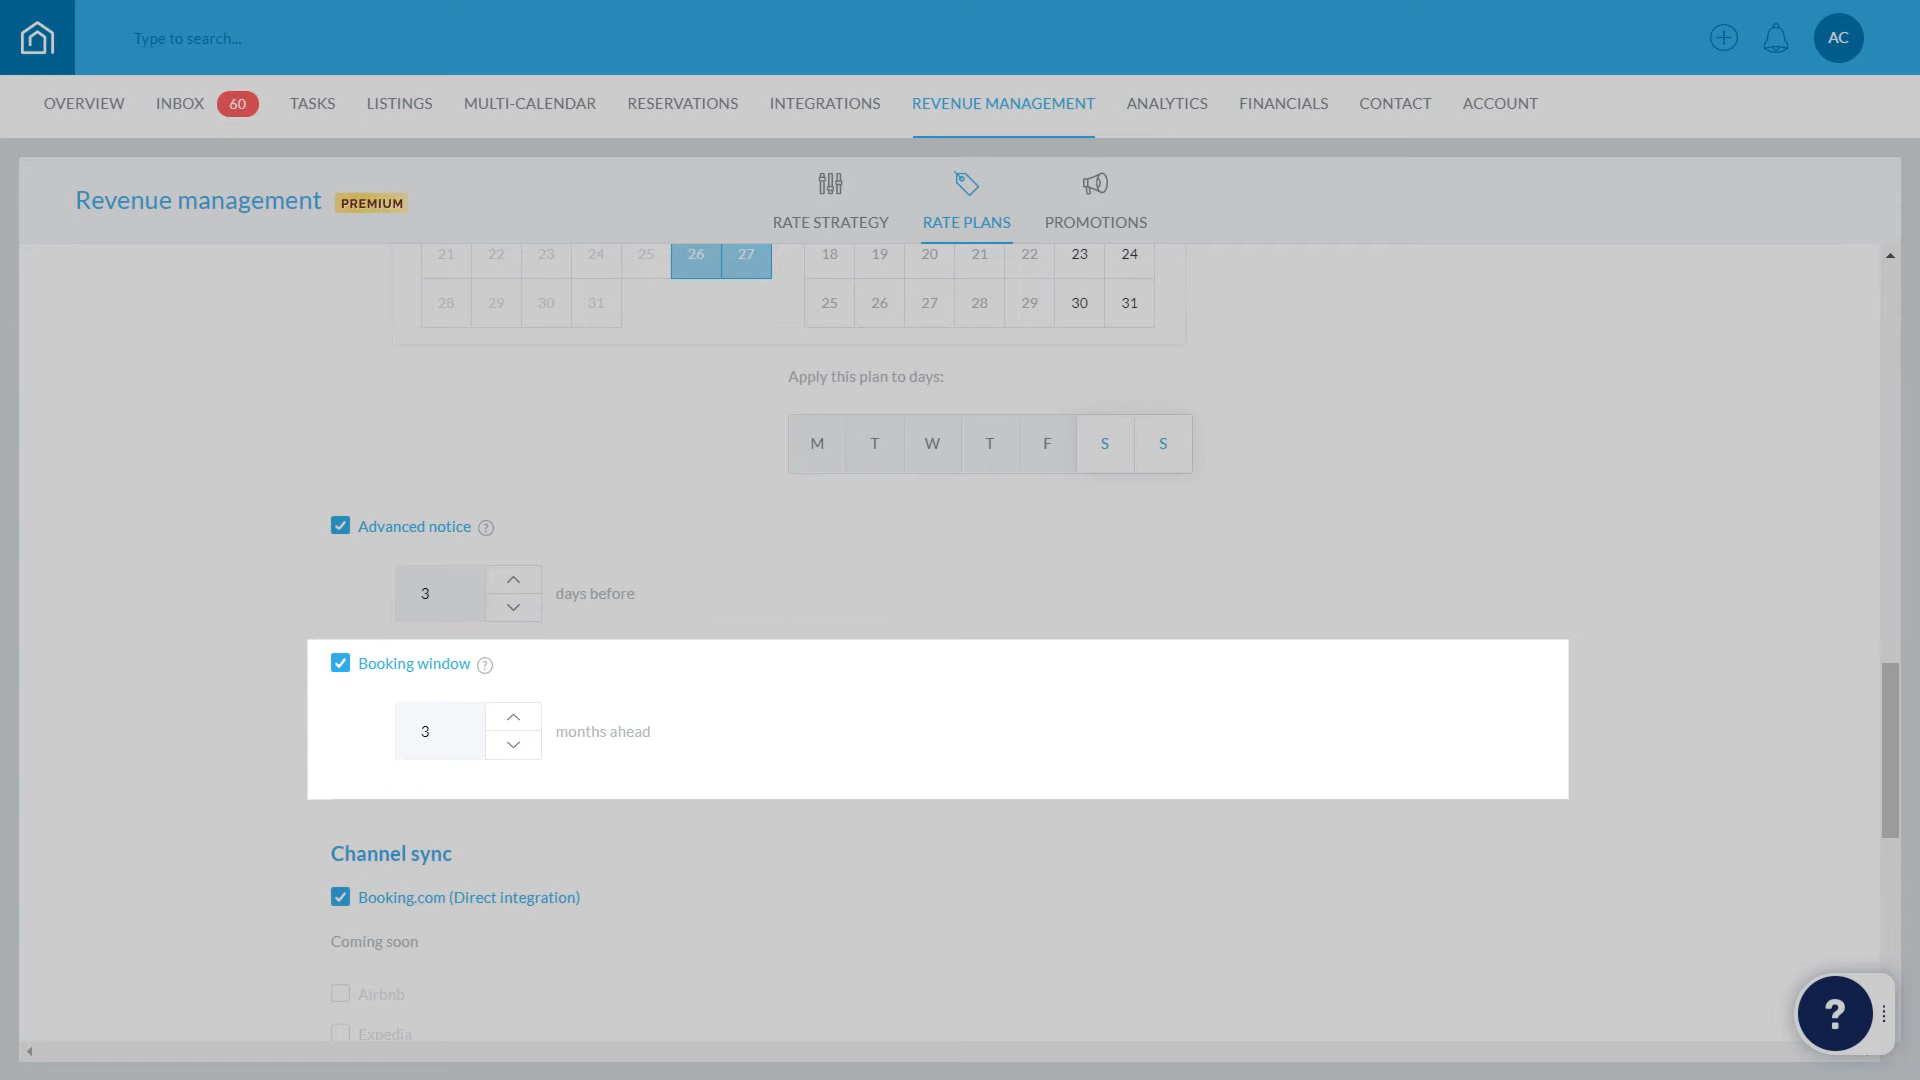 Type to search...
AC
OVERVIEW INBOX 60 TASKS LISTINGS MULTI-CALENDAR RESERVATIONS INTEGRATIONS REVENUE MANAGEMENT ANALYTICS FINANCIALS CONTACT ACCOUNT
Revenue management PREMIUM
RATE STRATEGY RATE PLANS PROMOTIONS
21 22 23 24 25 26 27 18 19 20 21 22 23 24
28 29 30 31 25 26 27 28 29 30 31
Apply this plan to days:
M T W T F S S
Advanced notice ?
3 days before
Booking window ?
3 months ahead
Channel sync
Booking.com (Direct integration)
Coming soon
Airbnb
Expedia
?